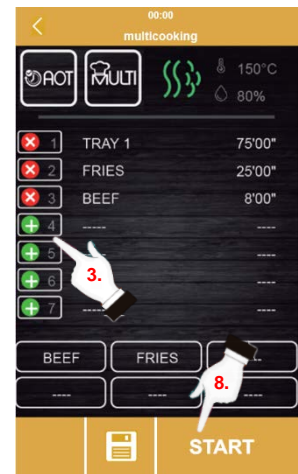 00:00
multicooking
AOT MULTI 150°C
80%
1 TRAY 1 75'00"
2 FRIES 25'00"
3 BEEF 8'00"
4 ----- ----
5 ----
6 ----
7 ----- ----
3.
BEEF FRIES
8.
---- ---- ----
START